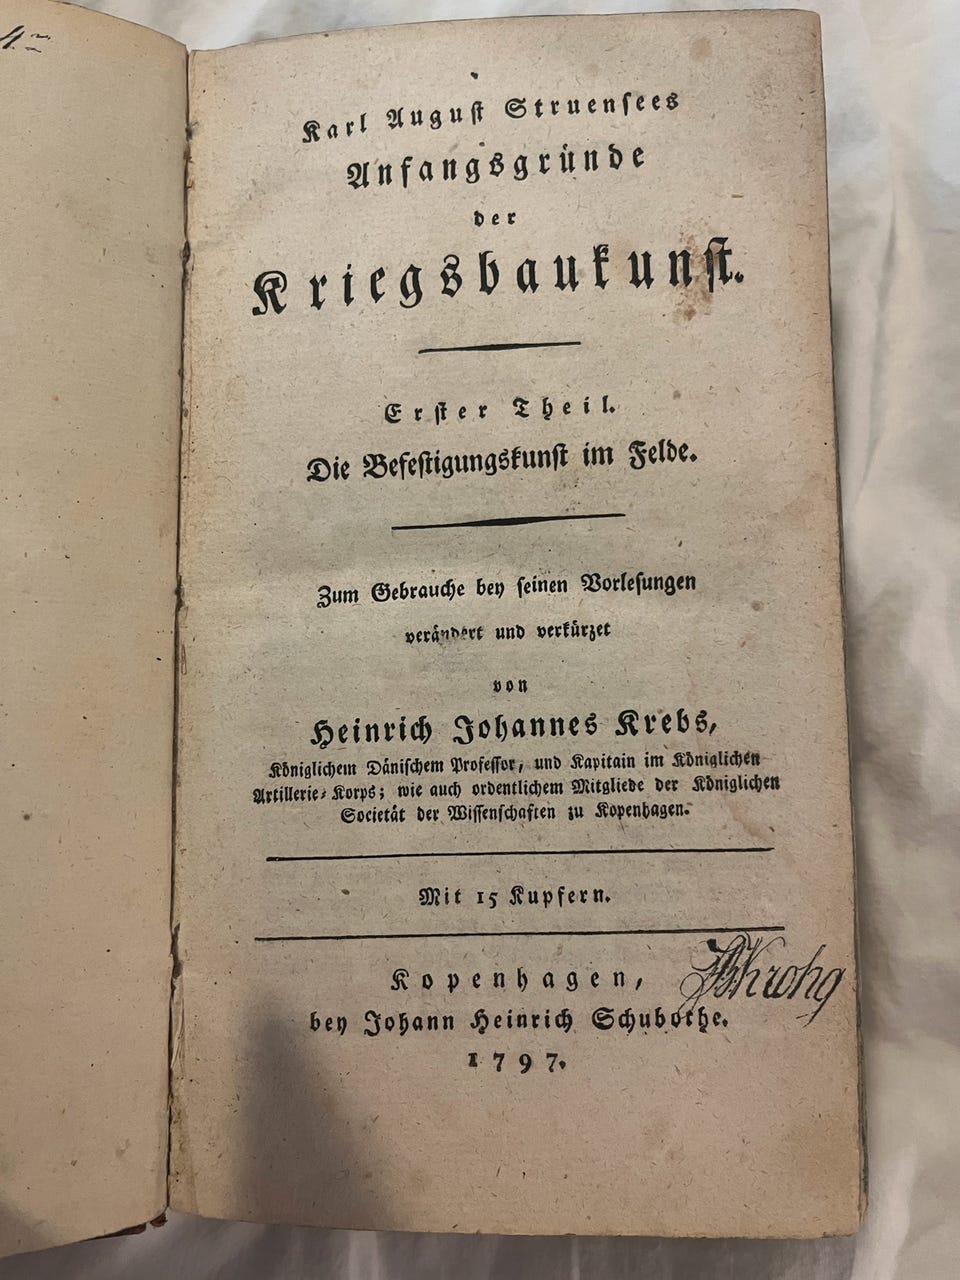 Karl August Struensees
Anfangsgründe
der
Kriegsbaukunst.
Erster Theil.
Die Befestigungskunst im Felde.
Zum Gebrauche bey seinen Vorlesungen
verändert und verkürzet
von
Heinrich Johannes Krebs,
Königlichem Dänischem Professor, und Kapitain im Königlichen
Artillerie-Korps; wie auch ordentlichem Mitgliede der Königlichen
Societät der Wissenschaften zu Kopenhagen.
Mit 15 Kupfern.
Kopenhagen,
bey Johann Heinrich Schubothe.
1797.